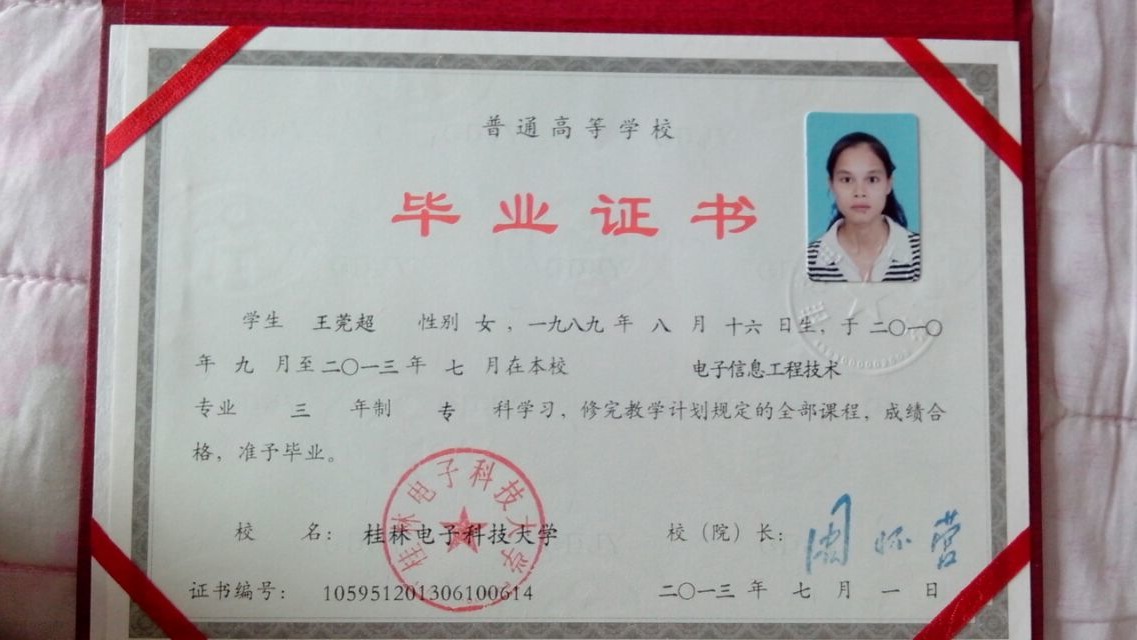 普通高等学校
毕业证书
学生 王莞超 性别 女，一九八九 年 八 月 十六 日生，于 二〇一〇
年 九 月至 二〇一三 年 七 月在本校 电子信息工程技术
专业 三 年制 专 科学习，修完教学计划规定的全部课程，成绩合
格，准予毕业。
桂林电子科技大学
校 名： 桂林电子科技大学 校（院）长： 周怀营
证书编号： 105951201306100614 二〇一三 年 七 月 一 日